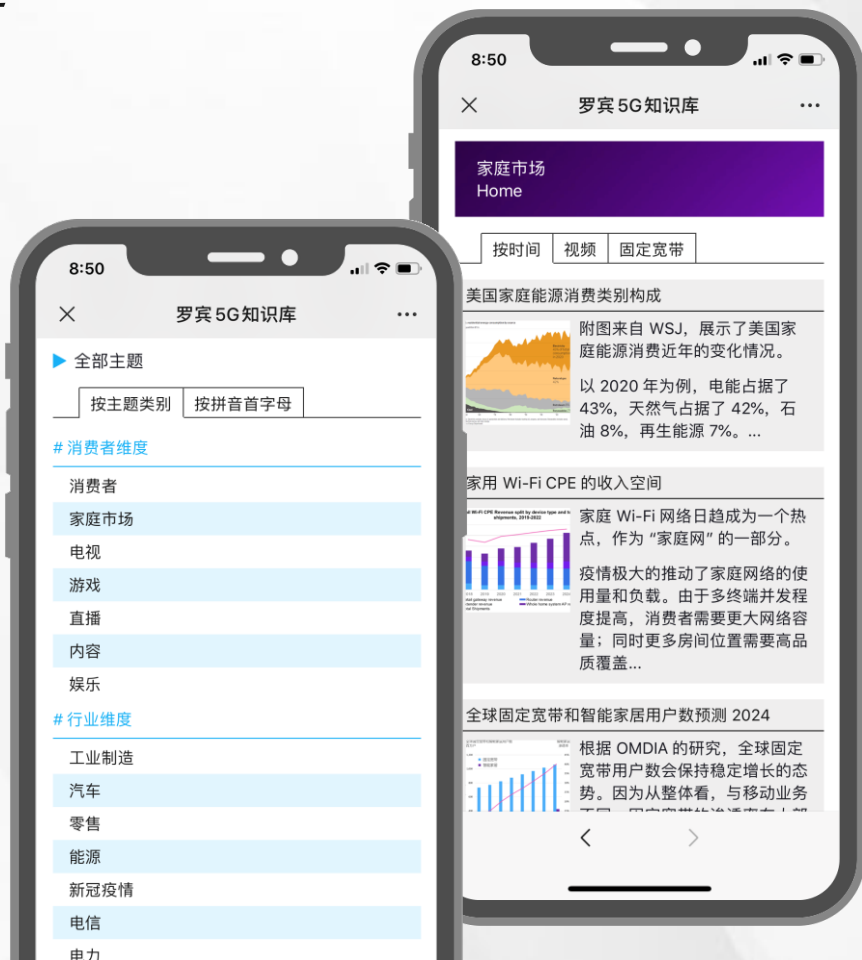 8:50
罗宾5G知识库
全部主题
按主题类别 按拼音首字母
# 消费者维度
消费者
家庭市场
电视
游戏
直播
内容
娱乐
# 行业维度
工业制造
汽车
零售
能源
新冠疫情
电信
电力
8:50
罗宾5G知识库
家庭市场
Home
按时间 视频 固定宽带
美国家庭能源消费类别构成
附图来自 WSJ，展示了美国家
庭能源消费近年的变化情况。
以 2020 年为例，电能占据了
43%，天然气占据了 42%，石
油 8%，再生能源 7%。...
家用 Wi-Fi CPE 的收入空间
家庭 Wi-Fi 网络日趋成为一个热
点，作为 “家庭网” 的一部分。
疫情极大的推动了家庭网络的使
用量和负载。由于多终端并发程
度提高，消费者需要更大网络容
量；同时更多房间位置需要高品
质覆盖...
全球固定宽带和智能家居用户数预测 2024
根据 OMDIA 的研究，全球固定
宽带用户数会保持稳定增长的态
势。因为从整体看，与移动业务